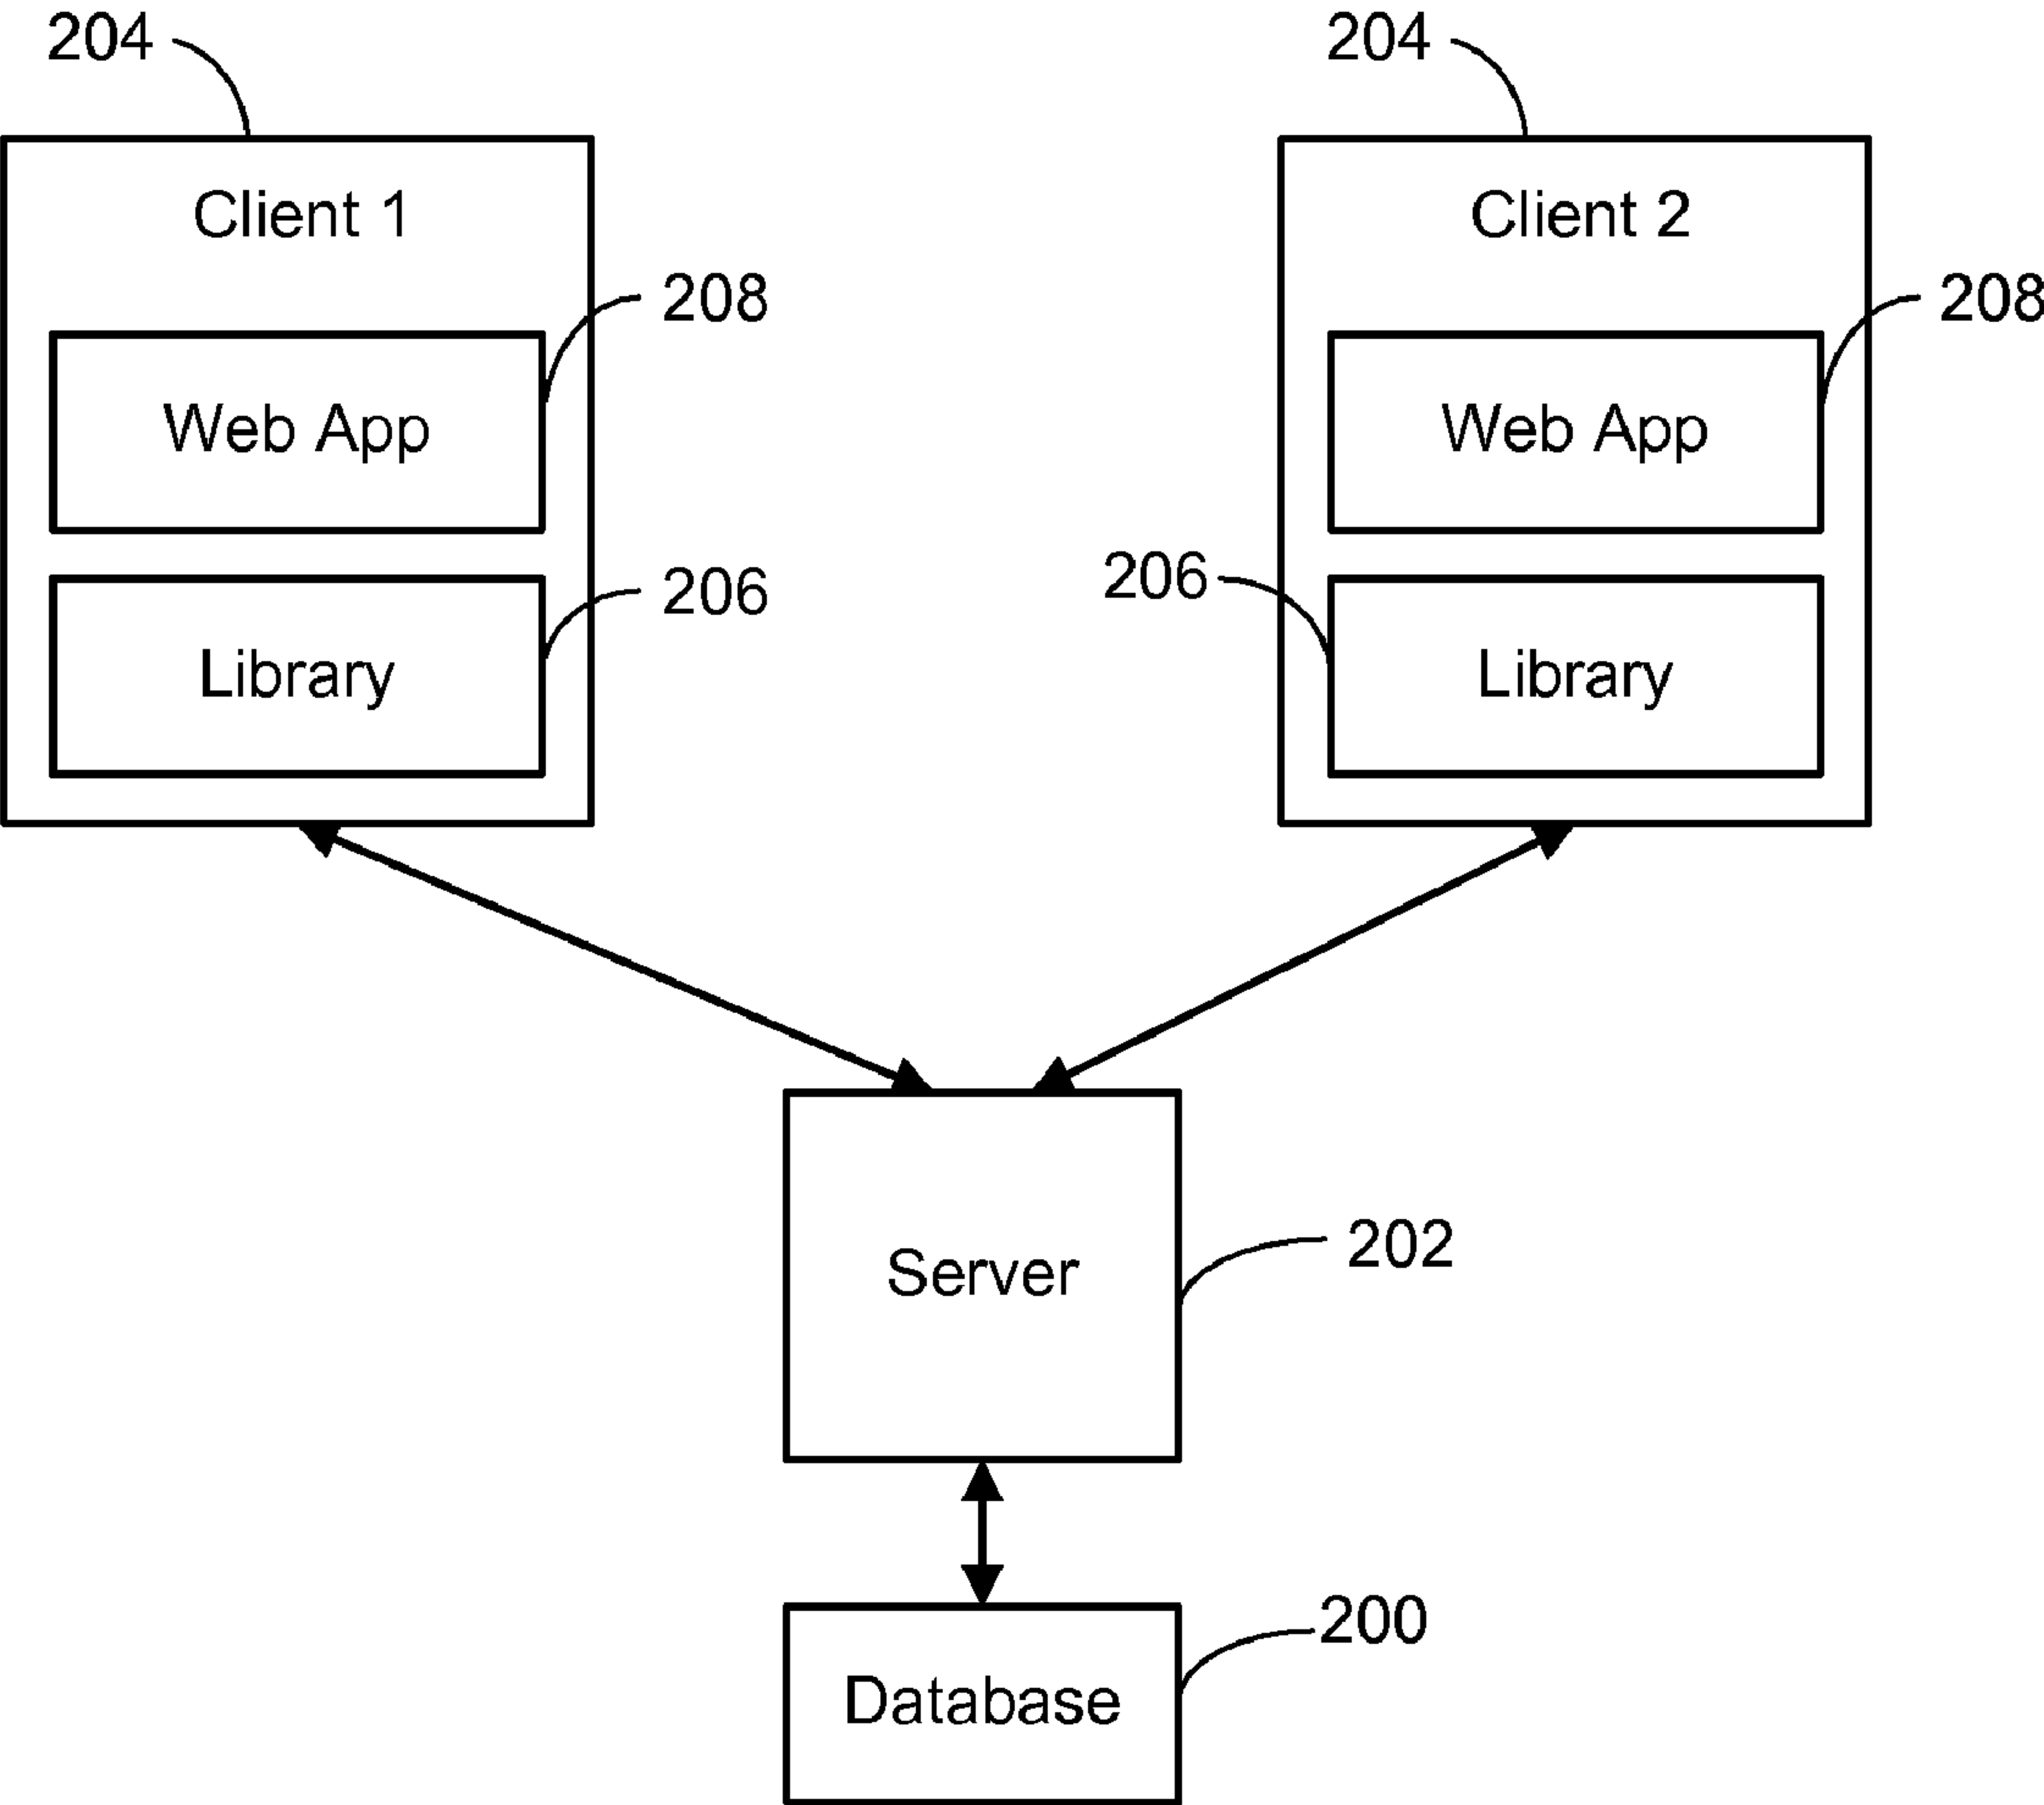 204
204
Client 1
Client 2
208
208
Web App
Web App
206
206
Library
Library
Server
202
Database
200